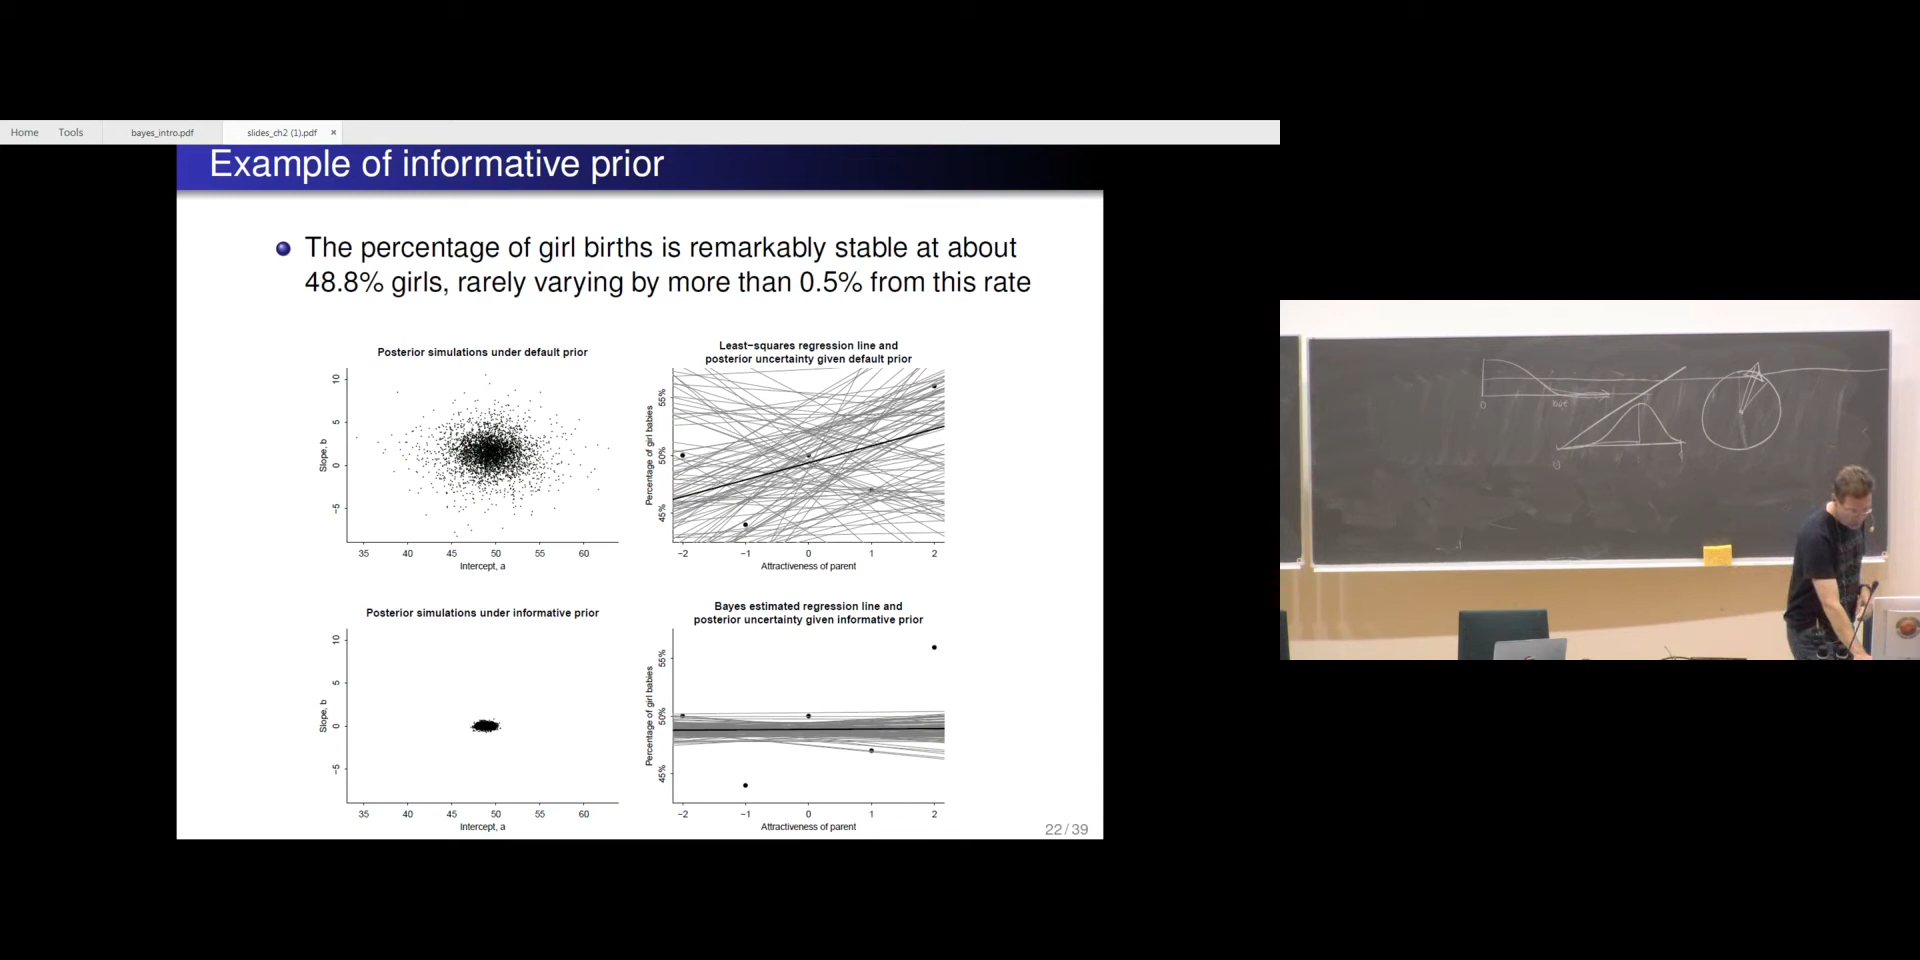 Home Tools bayes_intro.pdf slides_ch2 (1).pdf ×
Example of informative prior
The percentage of girl births is remarkably stable at about
48.8% girls, rarely varying by more than 0.5% from this rate
Posterior simulations under default prior
Slope, b
10
5
0
−5
35 40 45 50 55 60
Intercept, a
Least−squares regression line and
posterior uncertainty given default prior
Percentage of girl babies
55%
50%
45%
−2 −1 0 1 2
Attractiveness of parent
Posterior simulations under informative prior
Slope, b
10
5
0
−5
35 40 45 50 55 60
Intercept, a
Bayes estimated regression line and
posterior uncertainty given informative prior
Percentage of girl babies
55%
50%
45%
−2 −1 0 1 2
Attractiveness of parent
22 / 39
0
0